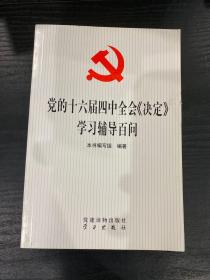 党的十六届四中全会《决定》
学习辅导百问
本书编写组 编著
党建读物出版社
学习出版社